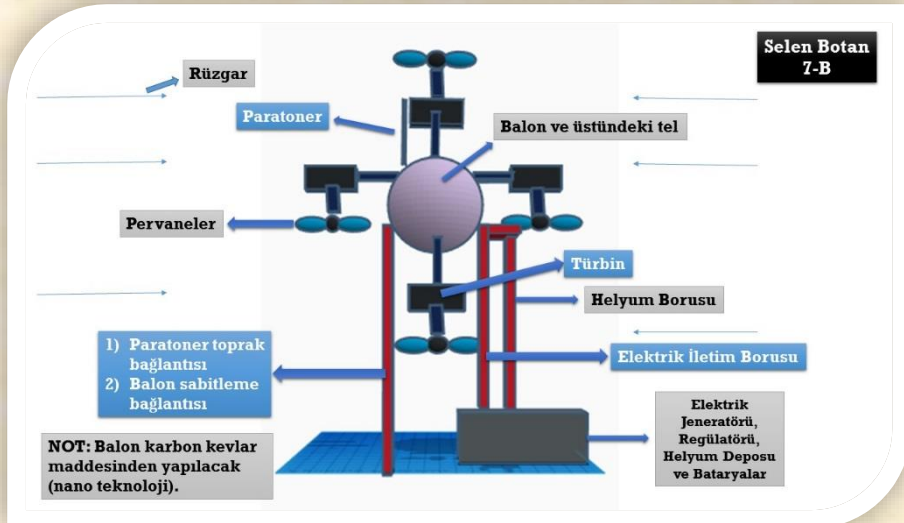 Selen Botan
7-B
Rüzgar
Paratoner
Balon ve üstündeki tel
Pervaneler
Türbin
Helyum Borusu
1) Paratoner toprak
bağlantısı
2) Balon sabitleme
bağlantısı
Elektrik İletim Borusu
Elektrik
Jeneratörü,
Regülatörü,
Helyum Deposu
ve Bataryalar
NOT: Balon karbon kevlar
maddesinden yapılacak
(nano teknoloji).